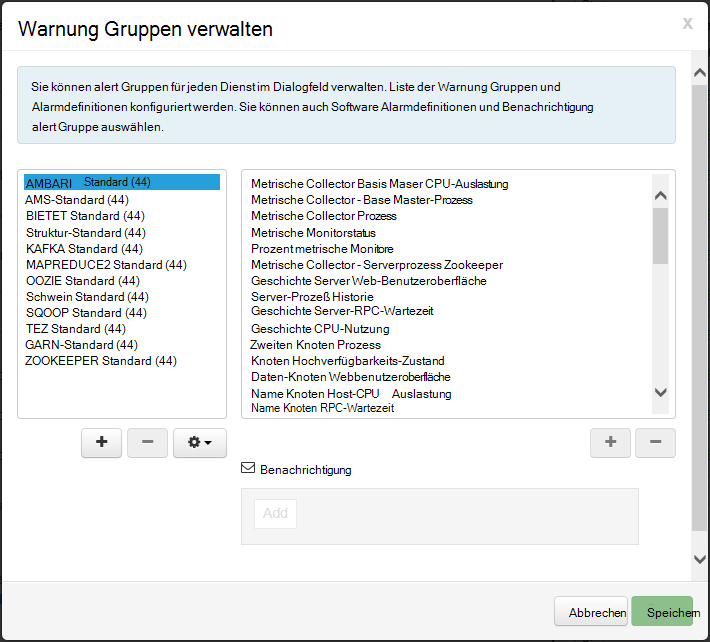 Warnung Gruppen verwalten
x
Sie können alert Gruppen für jeden Dienst im Dialogfeld verwalten. Liste der Warnung Gruppen und
Alarmdefinitionen konfiguriert werden. Sie können auch Software Alarmdefinitionen und Benachrichtigung
alert Gruppe auswählen.
AMBARI Standard (44)
AMS-Standard (44)
BIETET Standard (44)
Struktur-Standard (44)
KAFKA Standard (44)
MAPREDUCE2 Standard (44)
OOZIE Standard (44)
Schwein Standard (44)
SQOOP Standard (44)
TEZ Standard (44)
GARN-Standard (44)
ZOOKEEPER Standard (44)
Metrische Collector Basis Maser CPU-Auslastung
Metrische Collector - Base Master-Prozess
Metrische Collector Prozess
Metrische Monitorstatus
Prozent metrische Monitore
Metrische Collector - Serverprozess Zookeeper
Geschichte Server Web-Benutzeroberfläche
Server-Prozeß Historie
Geschichte Server-RPC-Wartezeit
Geschichte CPU-Nutzung
Zweiten Knoten Prozess
Knoten Hochverfügbarkeits-Zustand
Daten-Knoten Webbenutzeroberfläche
Name Knoten Host-CPU Auslastung
Name Knoten RPC-Wartezeit
Benachrichtigung
Add
Abbrechen
Speichern